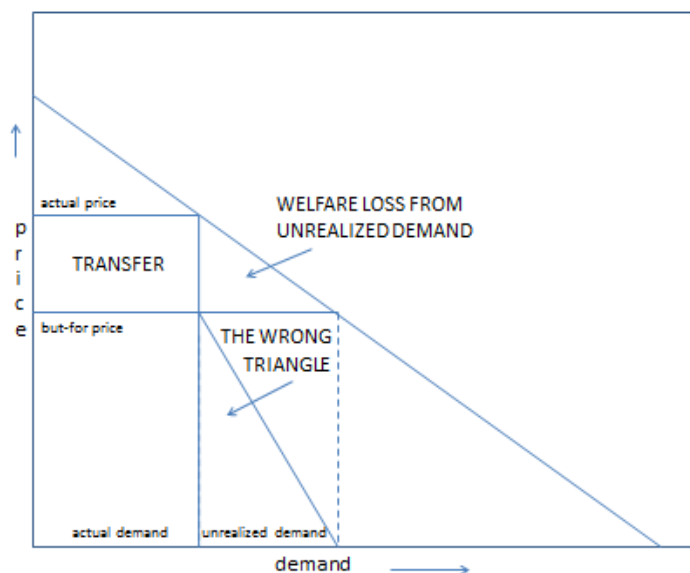 actual price
WELFARE LOSS FROM
UNREALIZED DEMAND
price
TRANSFER
but-for price
THE WRONG
TRIANGLE
actual demand
unrealized demand
demand